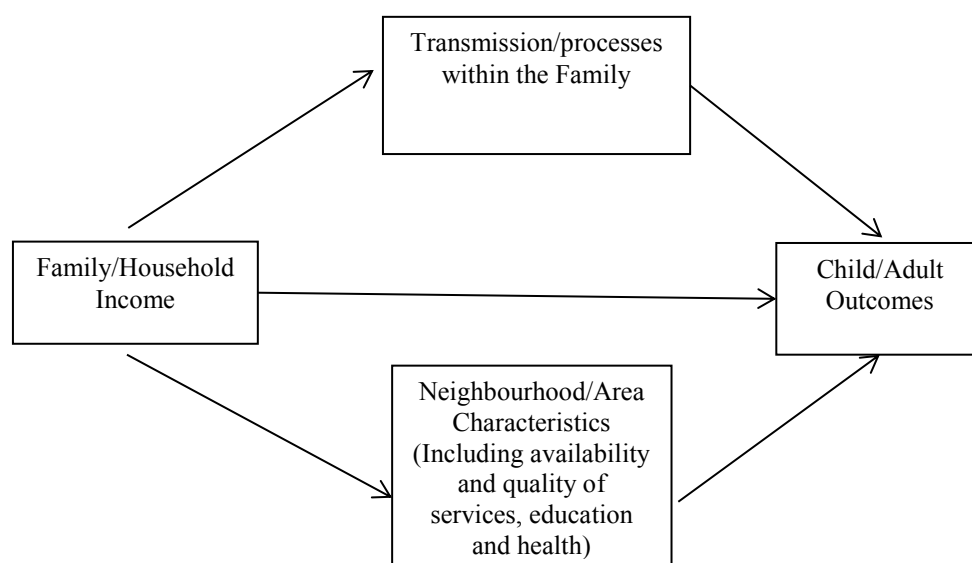 Transmission/processes
within the Family
Family/Household
Income
Child/Adult
Outcomes
Neighbourhood/Area
Characteristics
(Including availability
and quality of
services, education
and health)